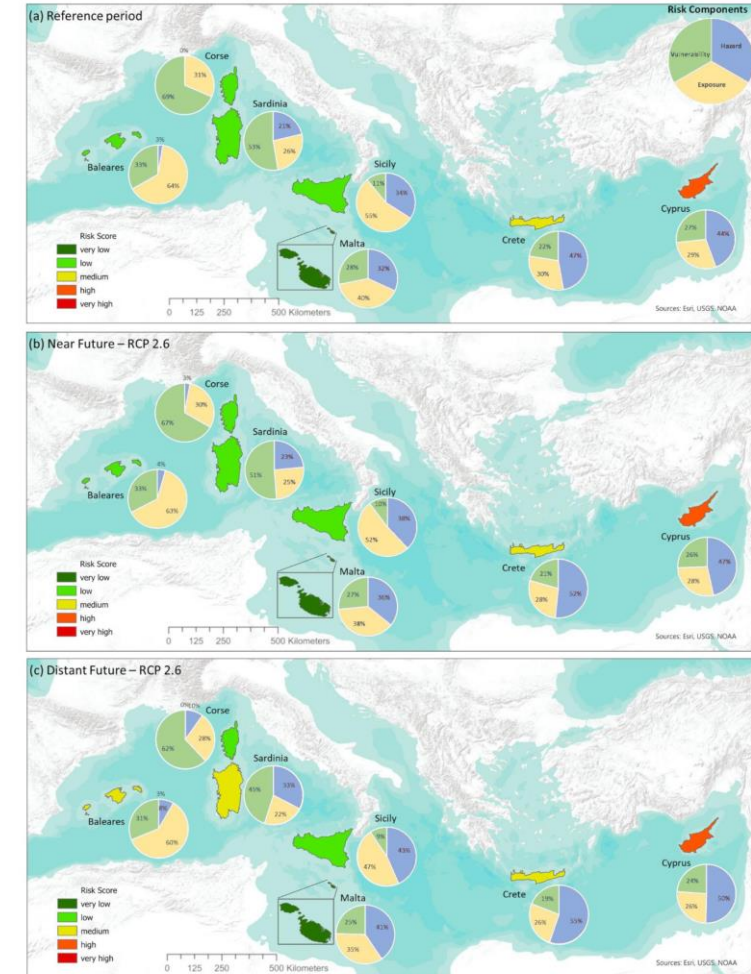 (a) Reference period
Risk Components
Vulnerability
Hazard
Exposure
0%
Corse
31%
69%
Sardinia
21%
53%
26%
3%
Baleares
33%
64%
Sicily
11%
34%
55%
Malta
28%
32%
40%
Crete
22%
47%
30%
Cyprus
27%
44%
29%
Risk Score
very low
low
medium
high
very high
0 125 250 500 Kilometers
Sources: Esri, USGS, NOAA
(b) Near Future – RCP 2.6
3%
Corse
30%
67%
Sardinia
23%
51%
25%
4%
Baleares
33%
63%
Sicily
10%
38%
52%
Malta
27%
36%
38%
Crete
21%
52%
28%
Cyprus
26%
47%
28%
Risk Score
very low
low
medium
high
very high
0 125 250 500 Kilometers
Sources: Esri, USGS, NOAA
(c) Distant Future – RCP 2.6
0%
10%
Corse
28%
62%
Sardinia
45%
33%
22%
3%
8%
Baleares
31%
60%
Sicily
9%
43%
47%
Malta
25%
41%
35%
Crete
19%
55%
26%
Cyprus
24%
50%
26%
Risk Score
very low
low
medium
high
very high
0 125 250 500 Kilometers
Sources: Esri, USGS, NOAA